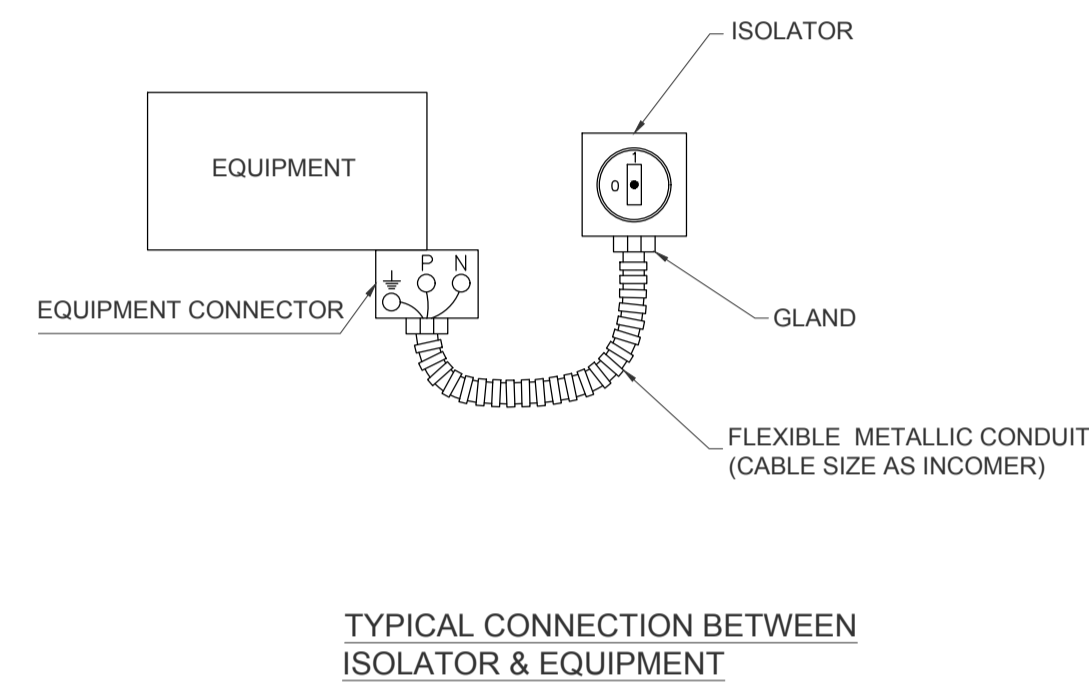 ISOLATOR
1
0
EQUIPMENT
P N
EQUIPMENT CONNECTOR
GLAND
FLEXIBLE METALLIC CONDUIT
(CABLE SIZE AS INCOMER)
TYPICAL CONNECTION BETWEEN
ISOLATOR & EQUIPMENT